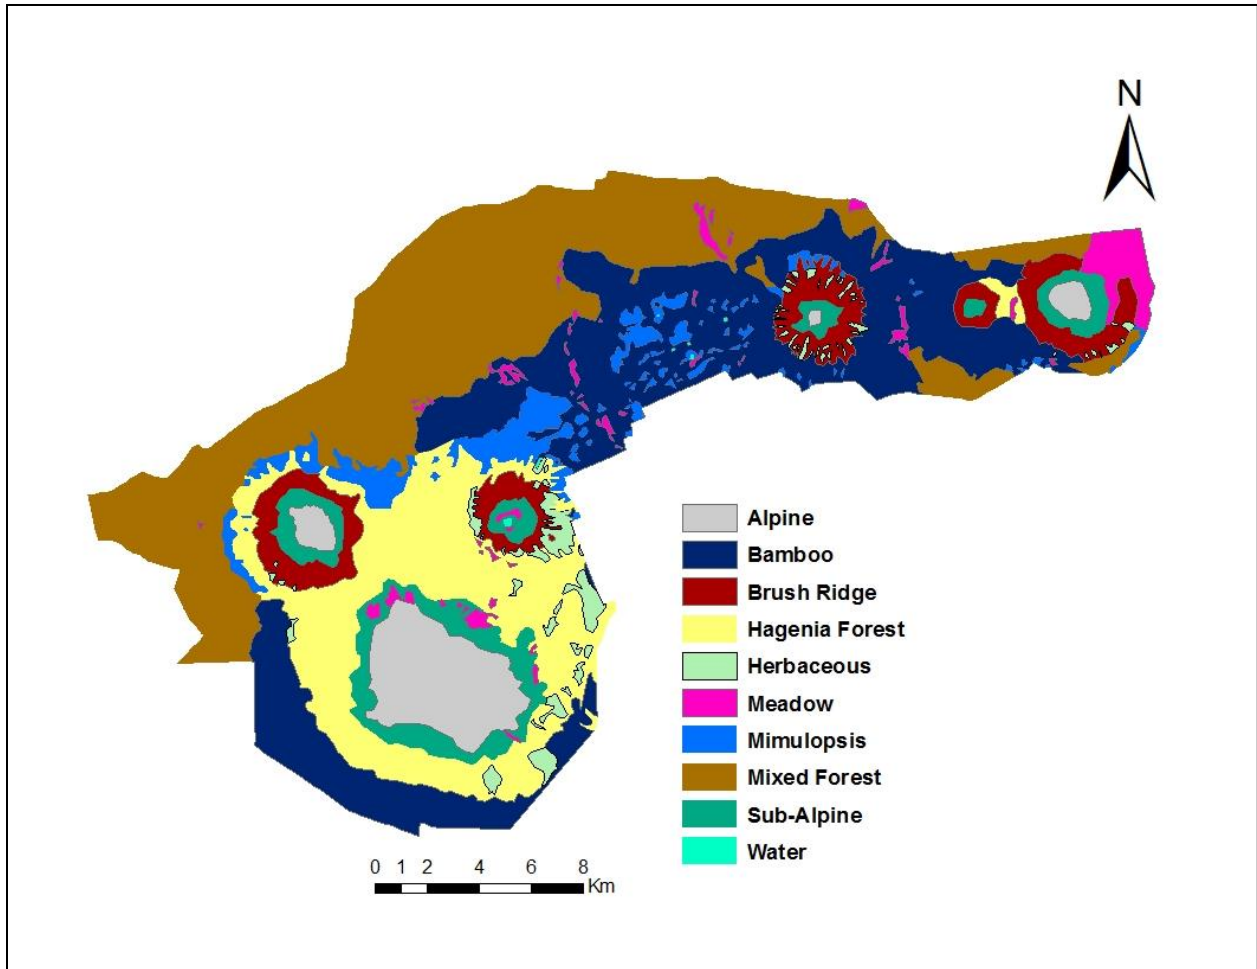 N
Alpine
Bamboo
Brush Ridge
Hagenia Forest
Herbaceous
Meadow
Mimulopsis
Mixed Forest
Sub-Alpine
Water
0 1 2 4 6 8
Km